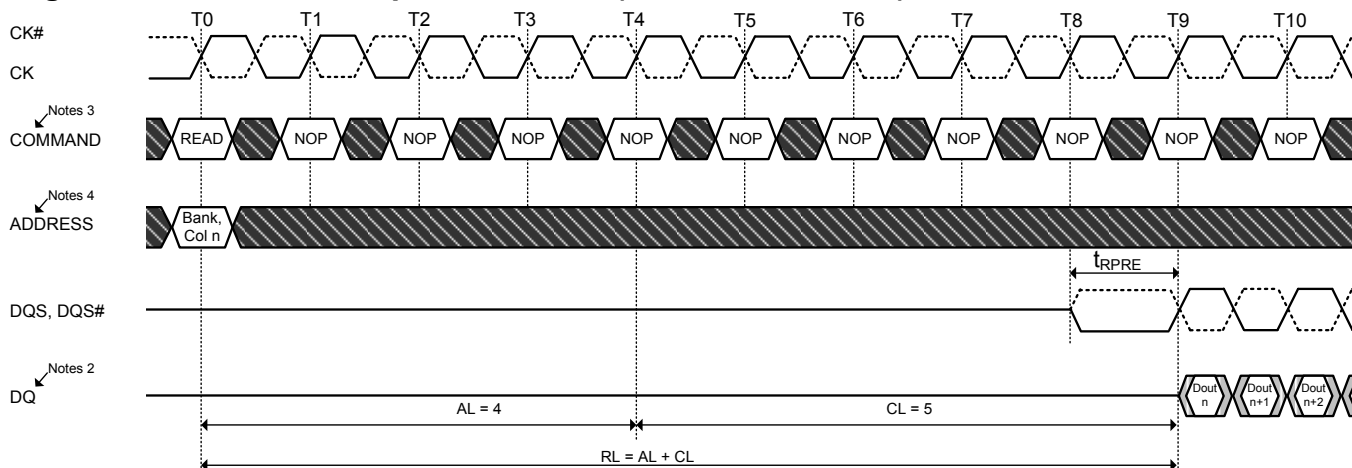 T0 T1 T2 T3 T4 T5 T6 T7 T8 T9 T10
CK#
CK
Notes 3
COMMAND READ NOP NOP NOP NOP NOP NOP NOP NOP NOP NOP
Notes 4
ADDRESS
Bank,
Col n
tRPRE
DQS, DQS#
Notes 2
DQ
Dout Dout Dout
n n+1 n+2
AL = 4 CL = 5
RL = AL + CL